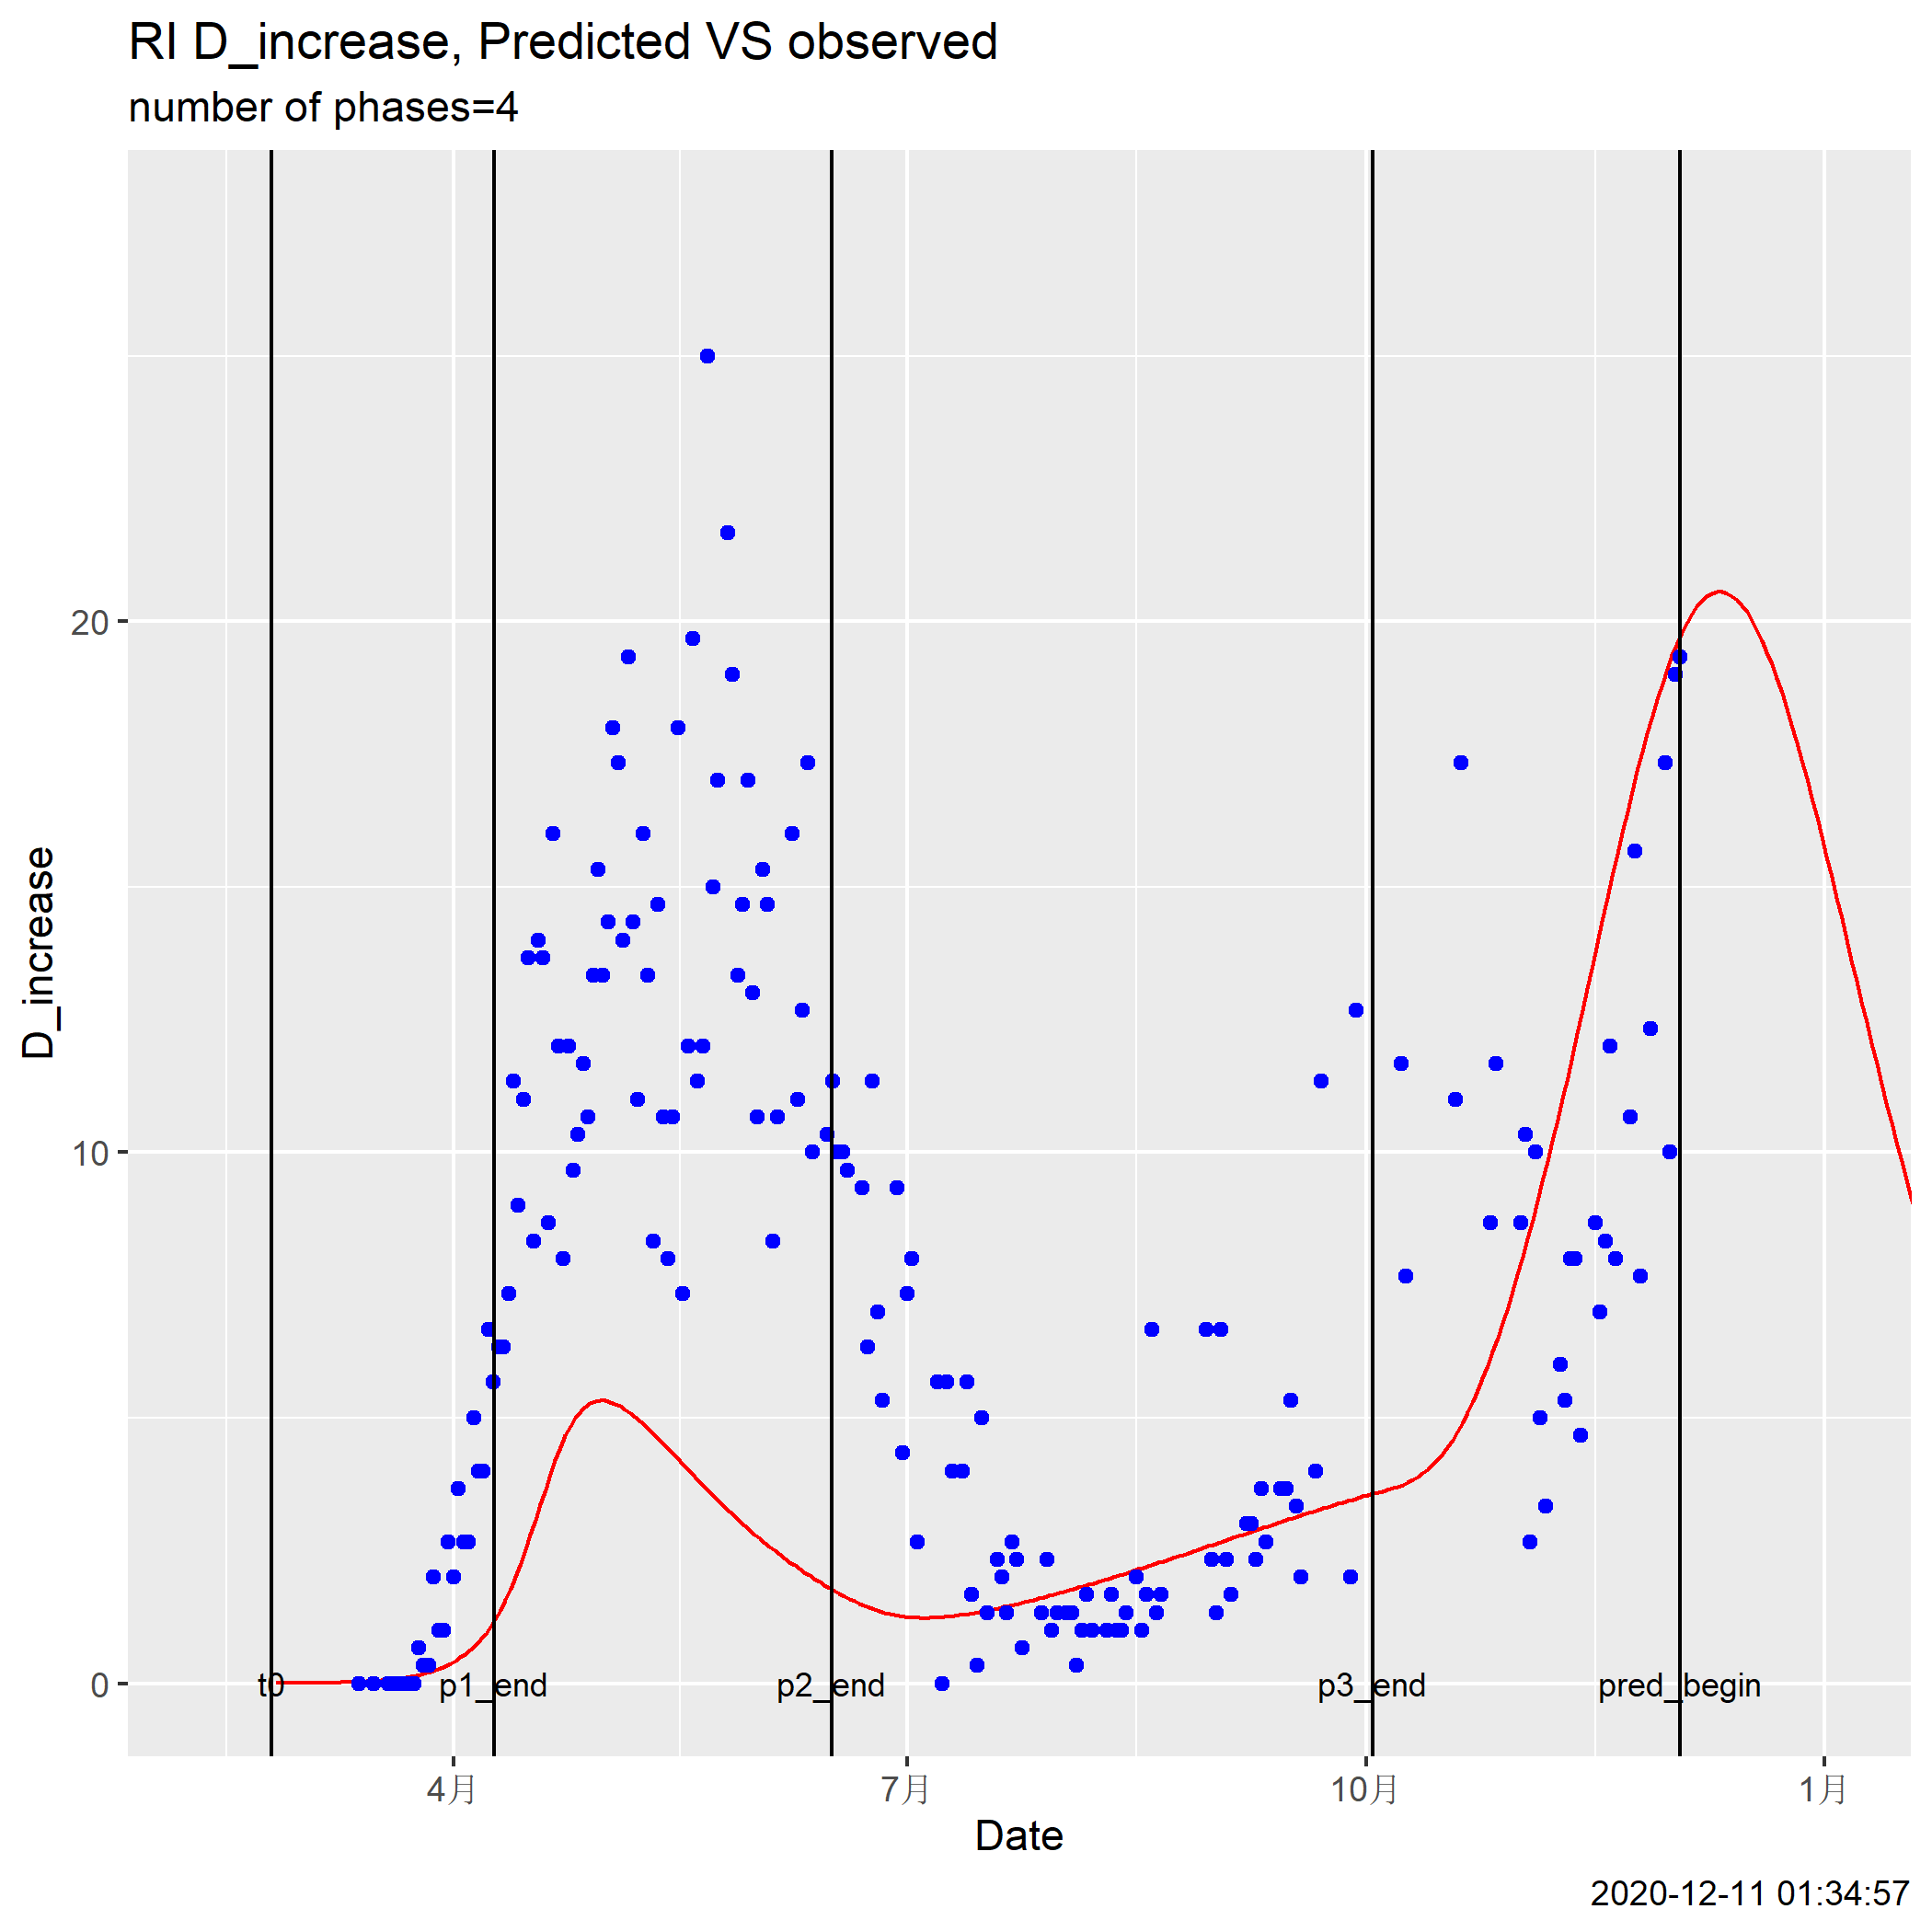 RI D_increase, Predicted VS observed
number of phases=4
D_increase
20
10
0
t0 p1_end p2_end p3_end pred_begin
4月 7月 10月 1月
Date
2020-12-11 01:34:57